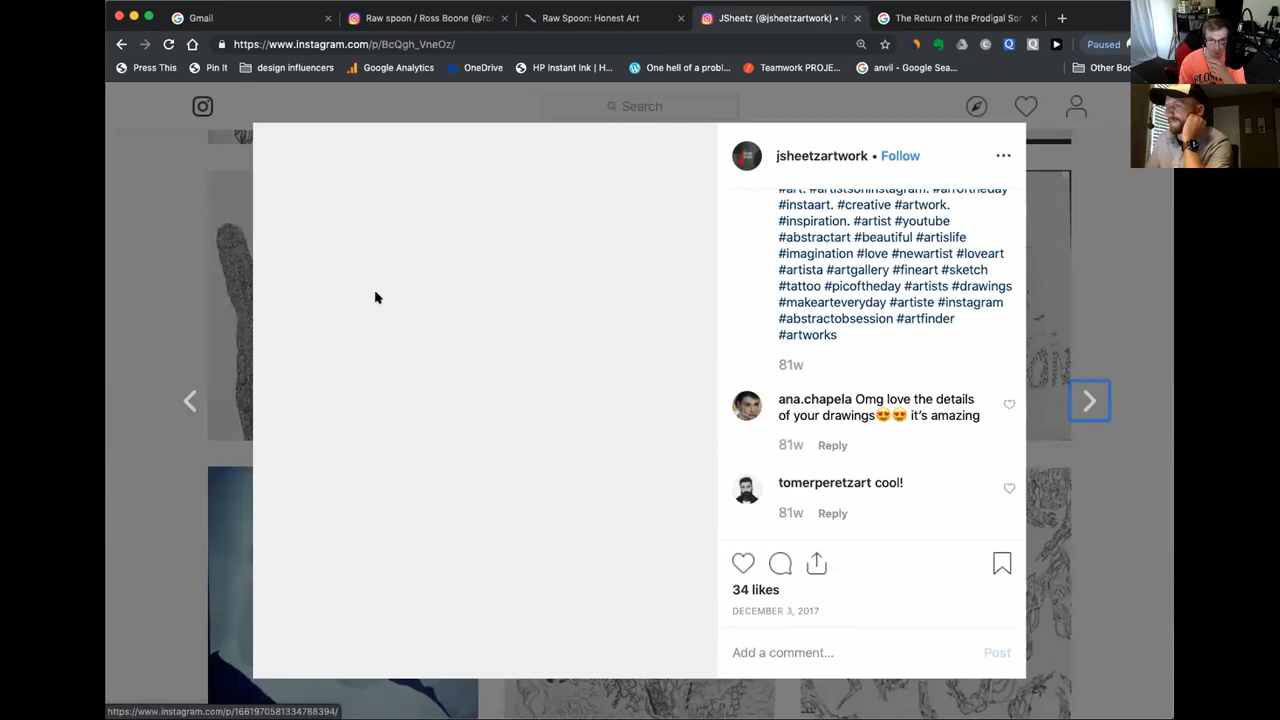 Gmail
Raw spoon / Ross Boone (@ros
Raw Spoon: Honest Art
JSheetz (@jsheetzartwork) • I
The Return of the Prodigal So
https://www.instagram.com/p/BcQgh_VneOz/
Paused
Press This
Pin It
design influencers
Google Analytics
OneDrive
HP Instant Ink | H...
One hell of a probl...
Teamwork PROJE...
anvil - Google Sea...
Other Boo
Search
jsheetzartwork • Follow
#art. #artistsoninstagram. #artoftheday
#instaart. #creative #artwork.
#inspiration. #artist #youtube
#abstractart #beautiful #artislife
#imagination #love #newartist #loveart
#artista #artgallery #fineart #sketch
#tattoo #picoftheday #artists #drawings
#makearteveryday #artiste #instagram
#abstractobsession #artfinder
#artworks
81w
ana.chapela Omg love the details
of your drawings😍😍 it's amazing
81w Reply
tomerperetzart cool!
81w Reply
34 likes
DECEMBER 3, 2017
Add a comment...
Post
https://www.instagram.com/p/1661970581334788394/